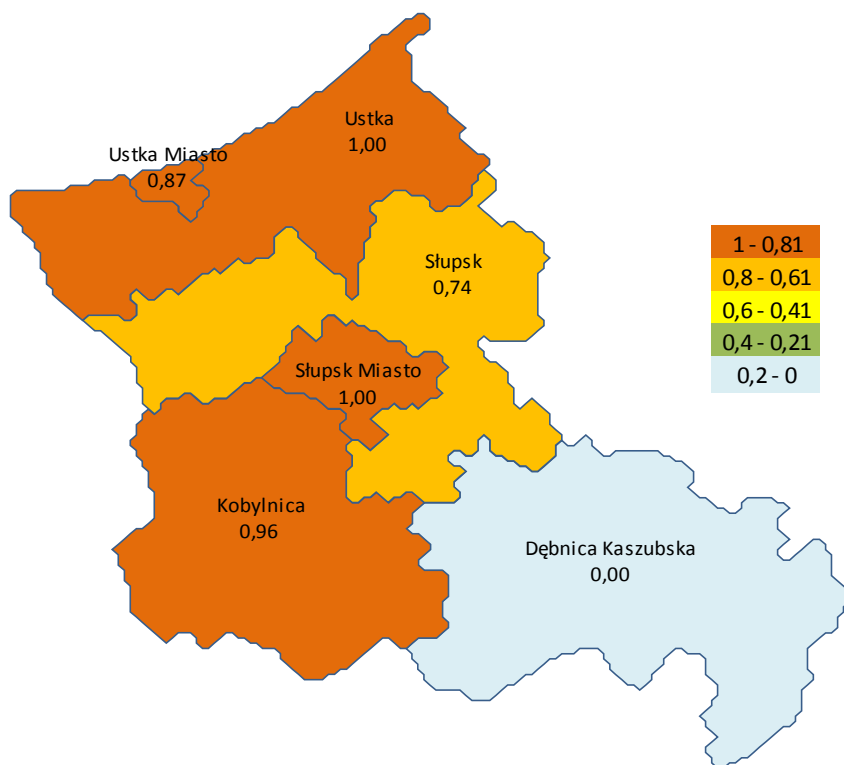 Ustka
1,00
Ustka Miasto
0,87
Słupsk
0,74
Słupsk Miasto
1,00
Kobylnica
0,96
Dębnica Kaszubska
0,00
1 - 0,81
0,8 - 0,61
0,6 - 0,41
0,4 - 0,21
0,2 - 0